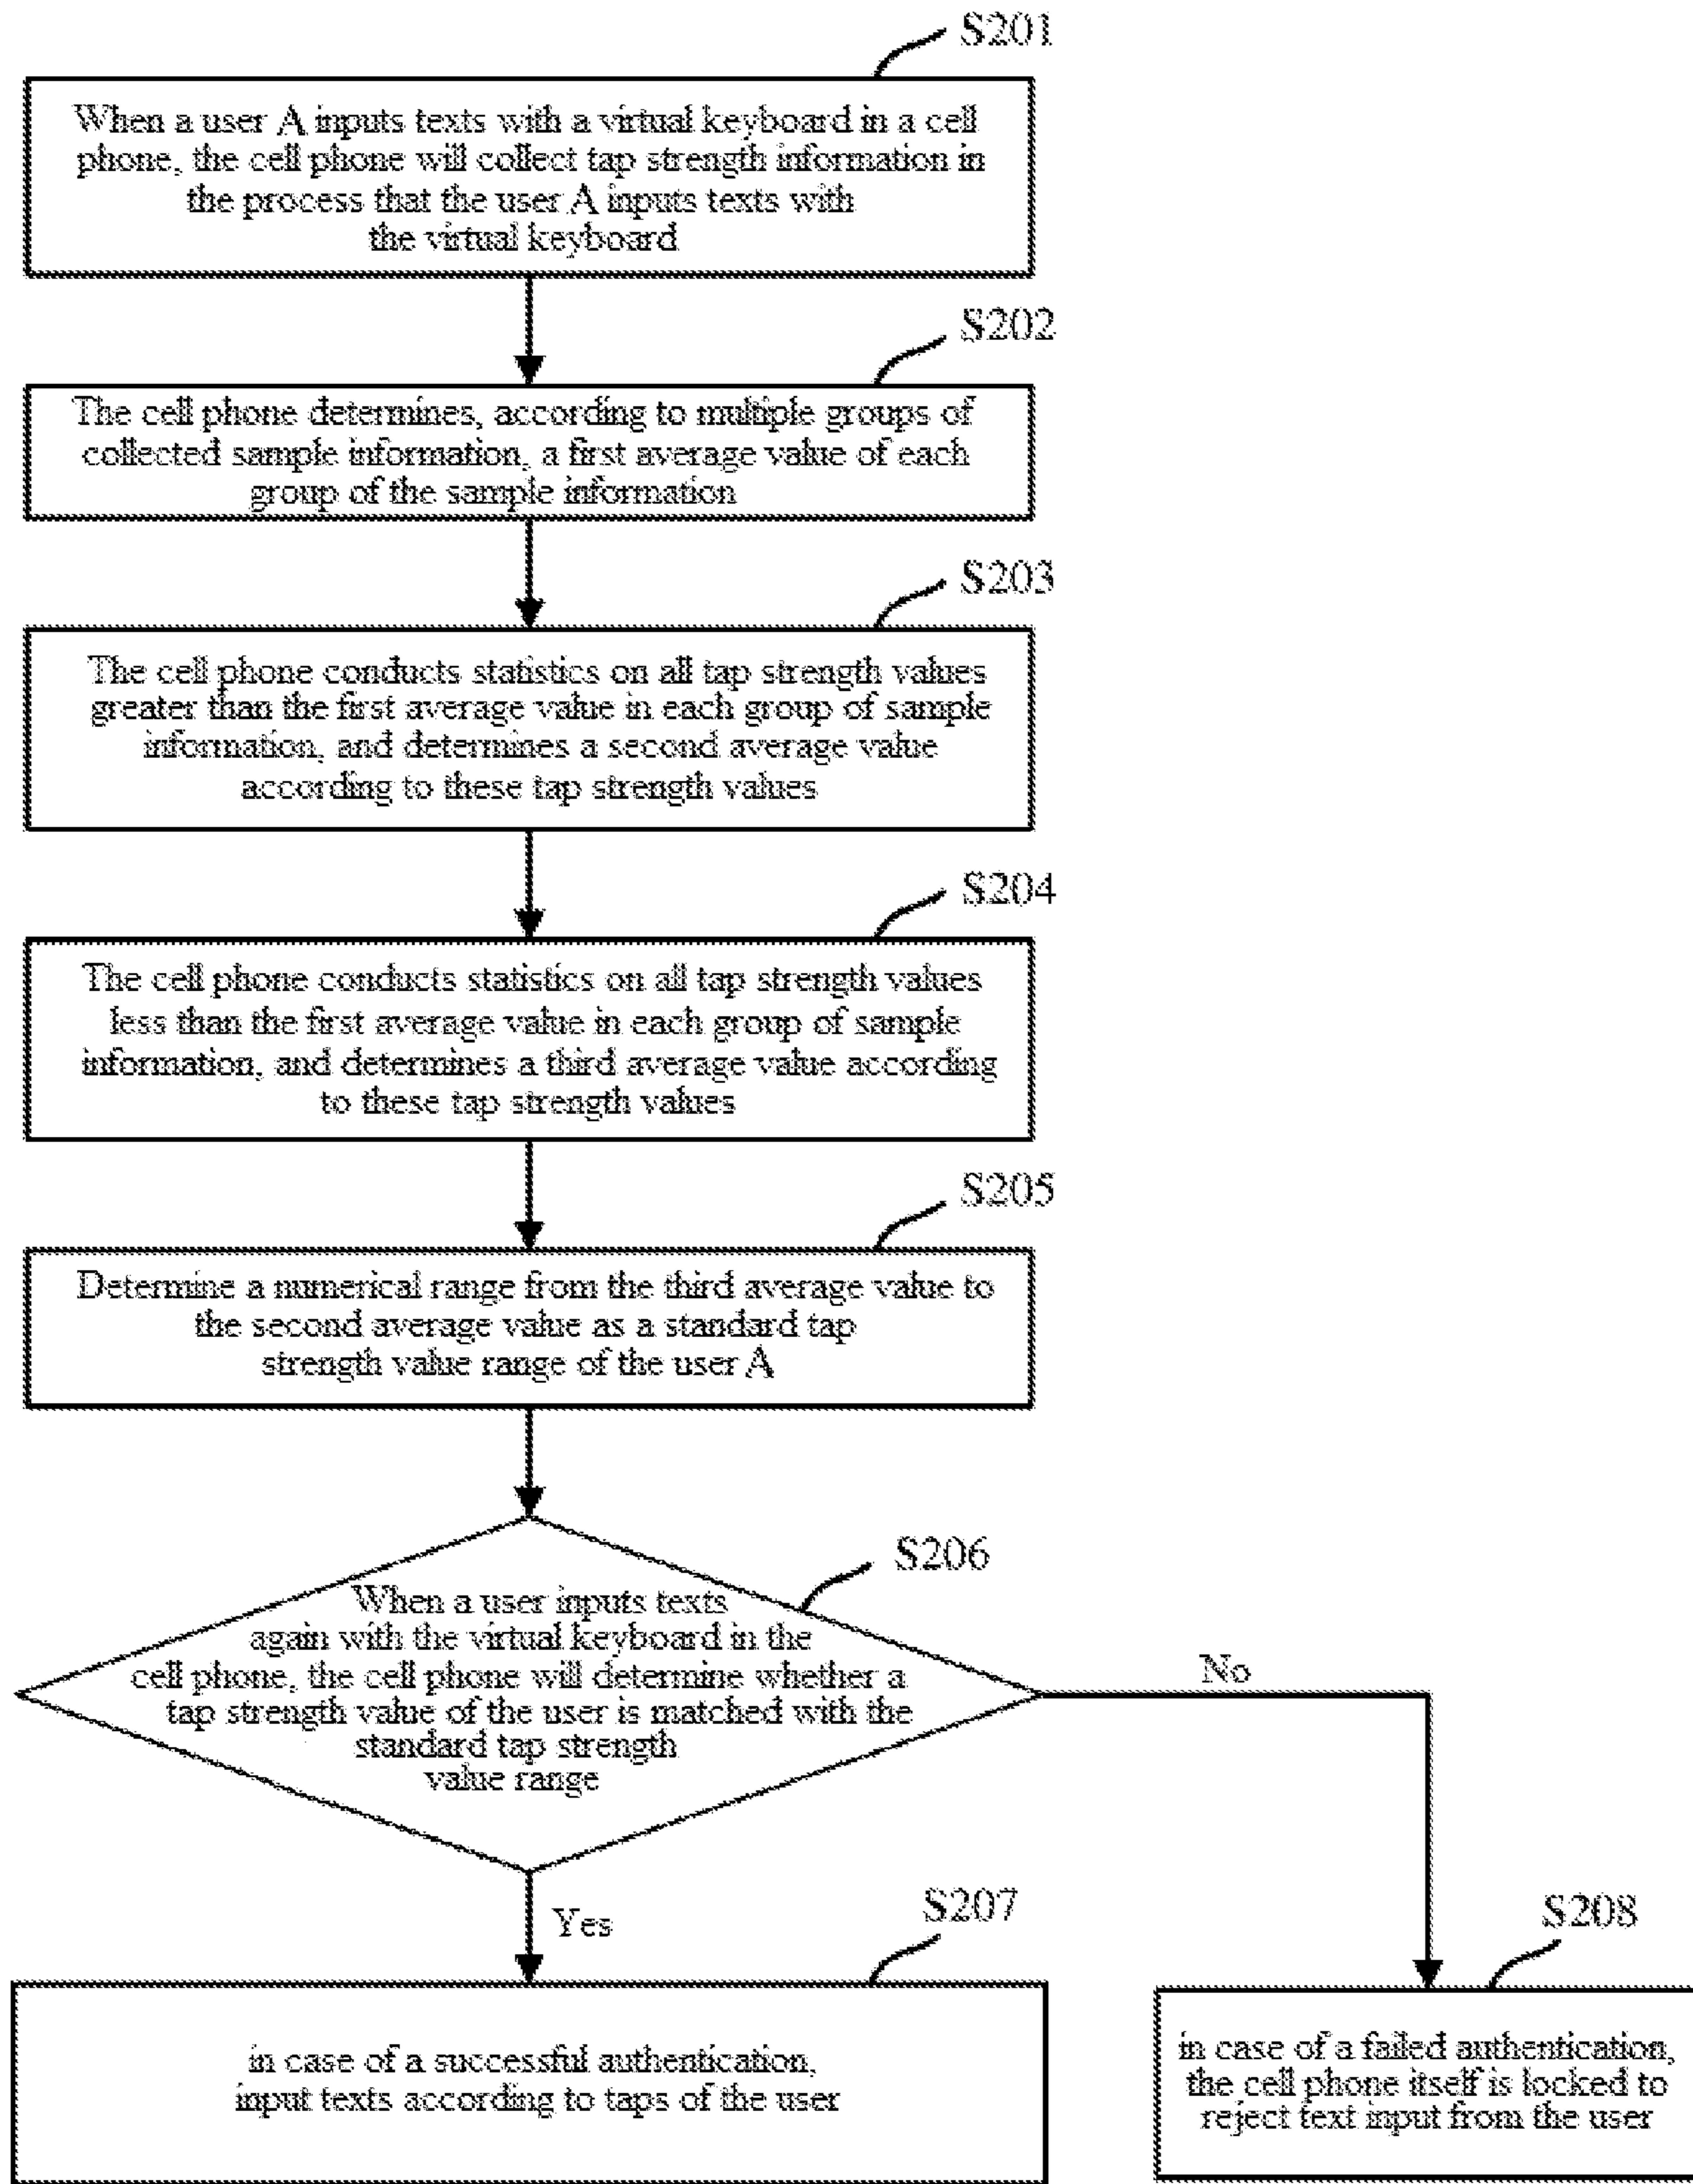 S201
When a user A inputs texts with a virtual keyboard in a cell
phone, the cell phone will collect tap strength information in
the process that the user A inputs texts with
the virtual keyboard
S202
The cell phone determines, according to multiple groups of
collected sample information, a first average value of each
group of the sample information
S203
The cell phone conducts statistics on all tap strength values
greater than the first average value in each group of sample
information, and determines a second average value
according to these tap strength values
S204
The cell phone conducts statistics on all tap strength values
less than the first average value in each group of sample
information, and determines a third average value according
to these tap strength values
S205
Determine a numerical range from the third average value to
the second average value as a standard tap
strength value range of the user A
S206
When a user inputs texts
again with the virtual keyboard in the
cell phone, the cell phone will determine whether a
tap strength value of the user is matched with the
standard tap strength
value range
No
Yes
S207
in case of a successful authentication,
input texts according to taps of the user
S208
in case of a failed authentication,
the cell phone itself is locked to
reject text input from the user